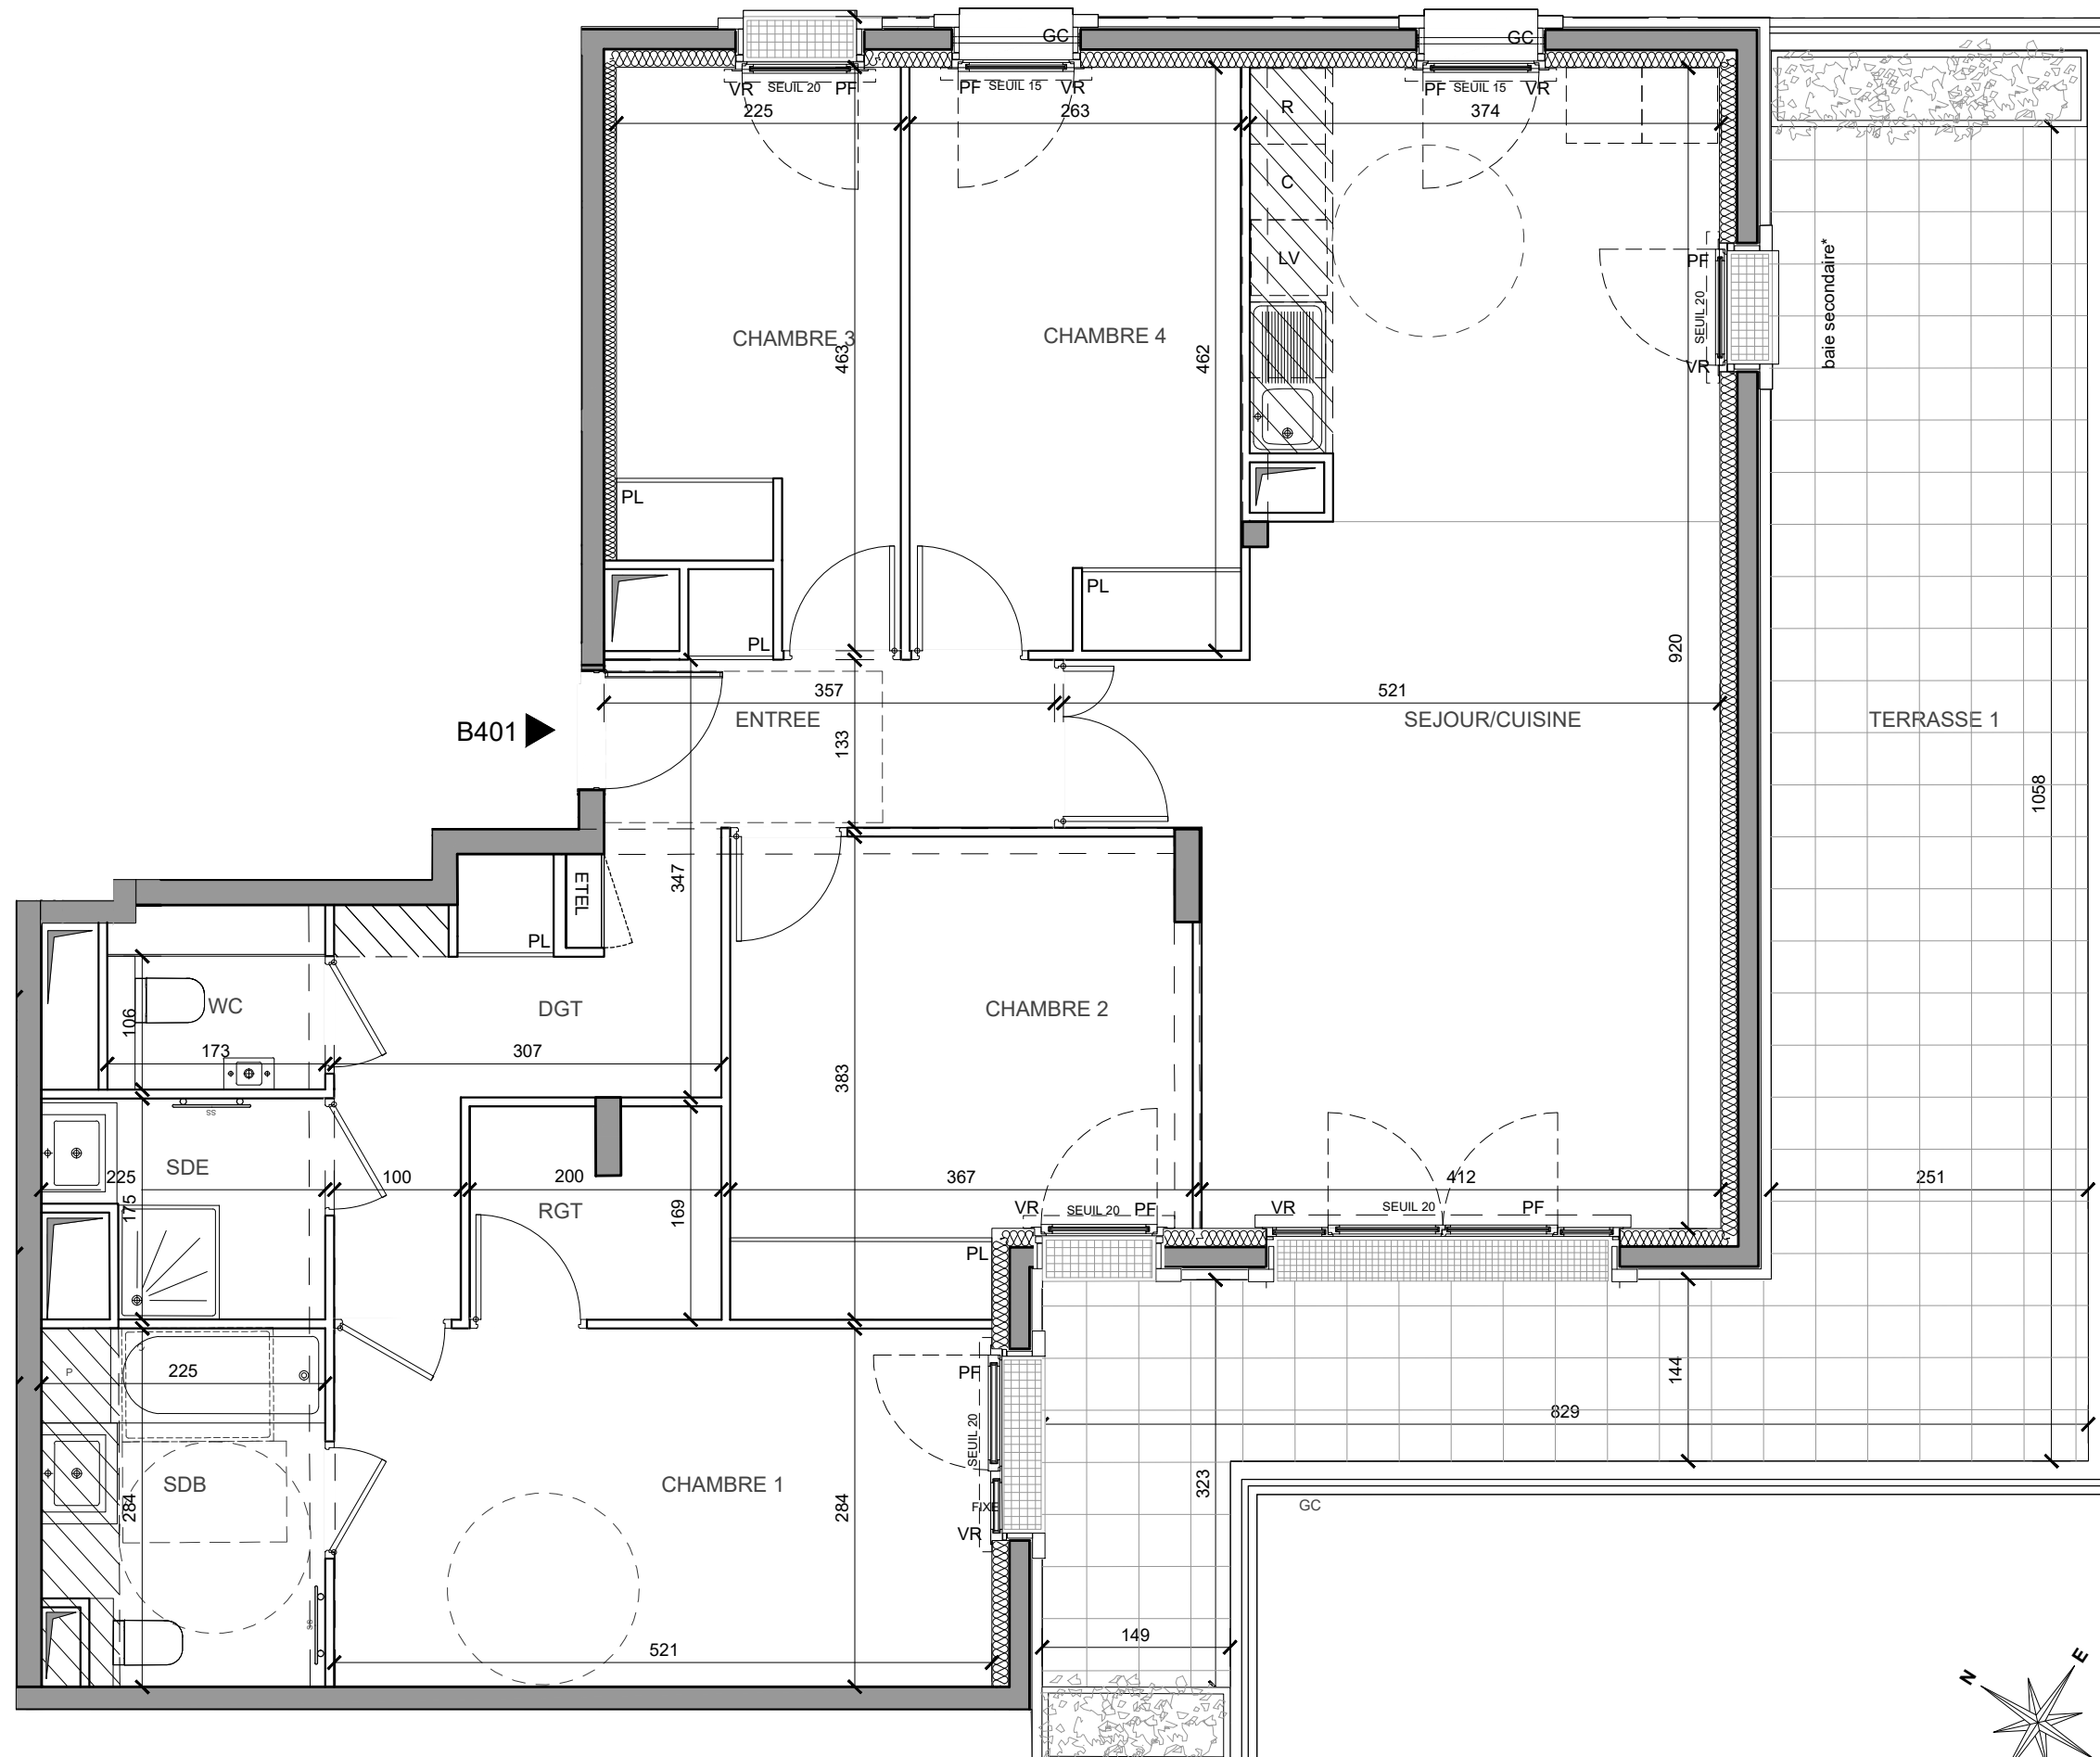 GC
GC
VR SEUIL 20 PF
PF SEUIL 15 VR
PF SEUIL 15 VR
225
263
374
R
C
LV
PF
SEUIL 20
VR
baie secondaire*
CHAMBRE 3
463
CHAMBRE 4
462
PL
PL
PL
920
357
521
B401
ENTREE
133
SEJOUR/CUISINE
TERRASSE 1
1058
347
ETEL
PL
WC
106
DGT
CHAMBRE 2
173
307
383
SS
SDE
225
175
100
200
RGT
169
367
412
251
VR SEUIL 20 PF
VR SEUIL 20 PF
PL
P
225
PF
SEUIL 20
FIXE
VR
144
829
323
GC
SDB
284
CHAMBRE 1
284
SS
521
149
N
E